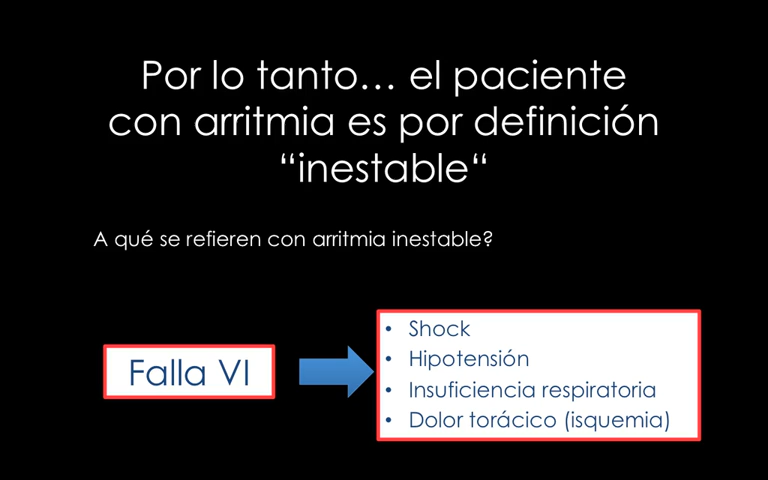 Por lo tanto… el paciente
con arritmia es por definición
“inestable“
A qué se refieren con arritmia inestable?
Falla VI
• Shock
• Hipotensión
• Insuficiencia respiratoria
• Dolor torácico (isquemia)